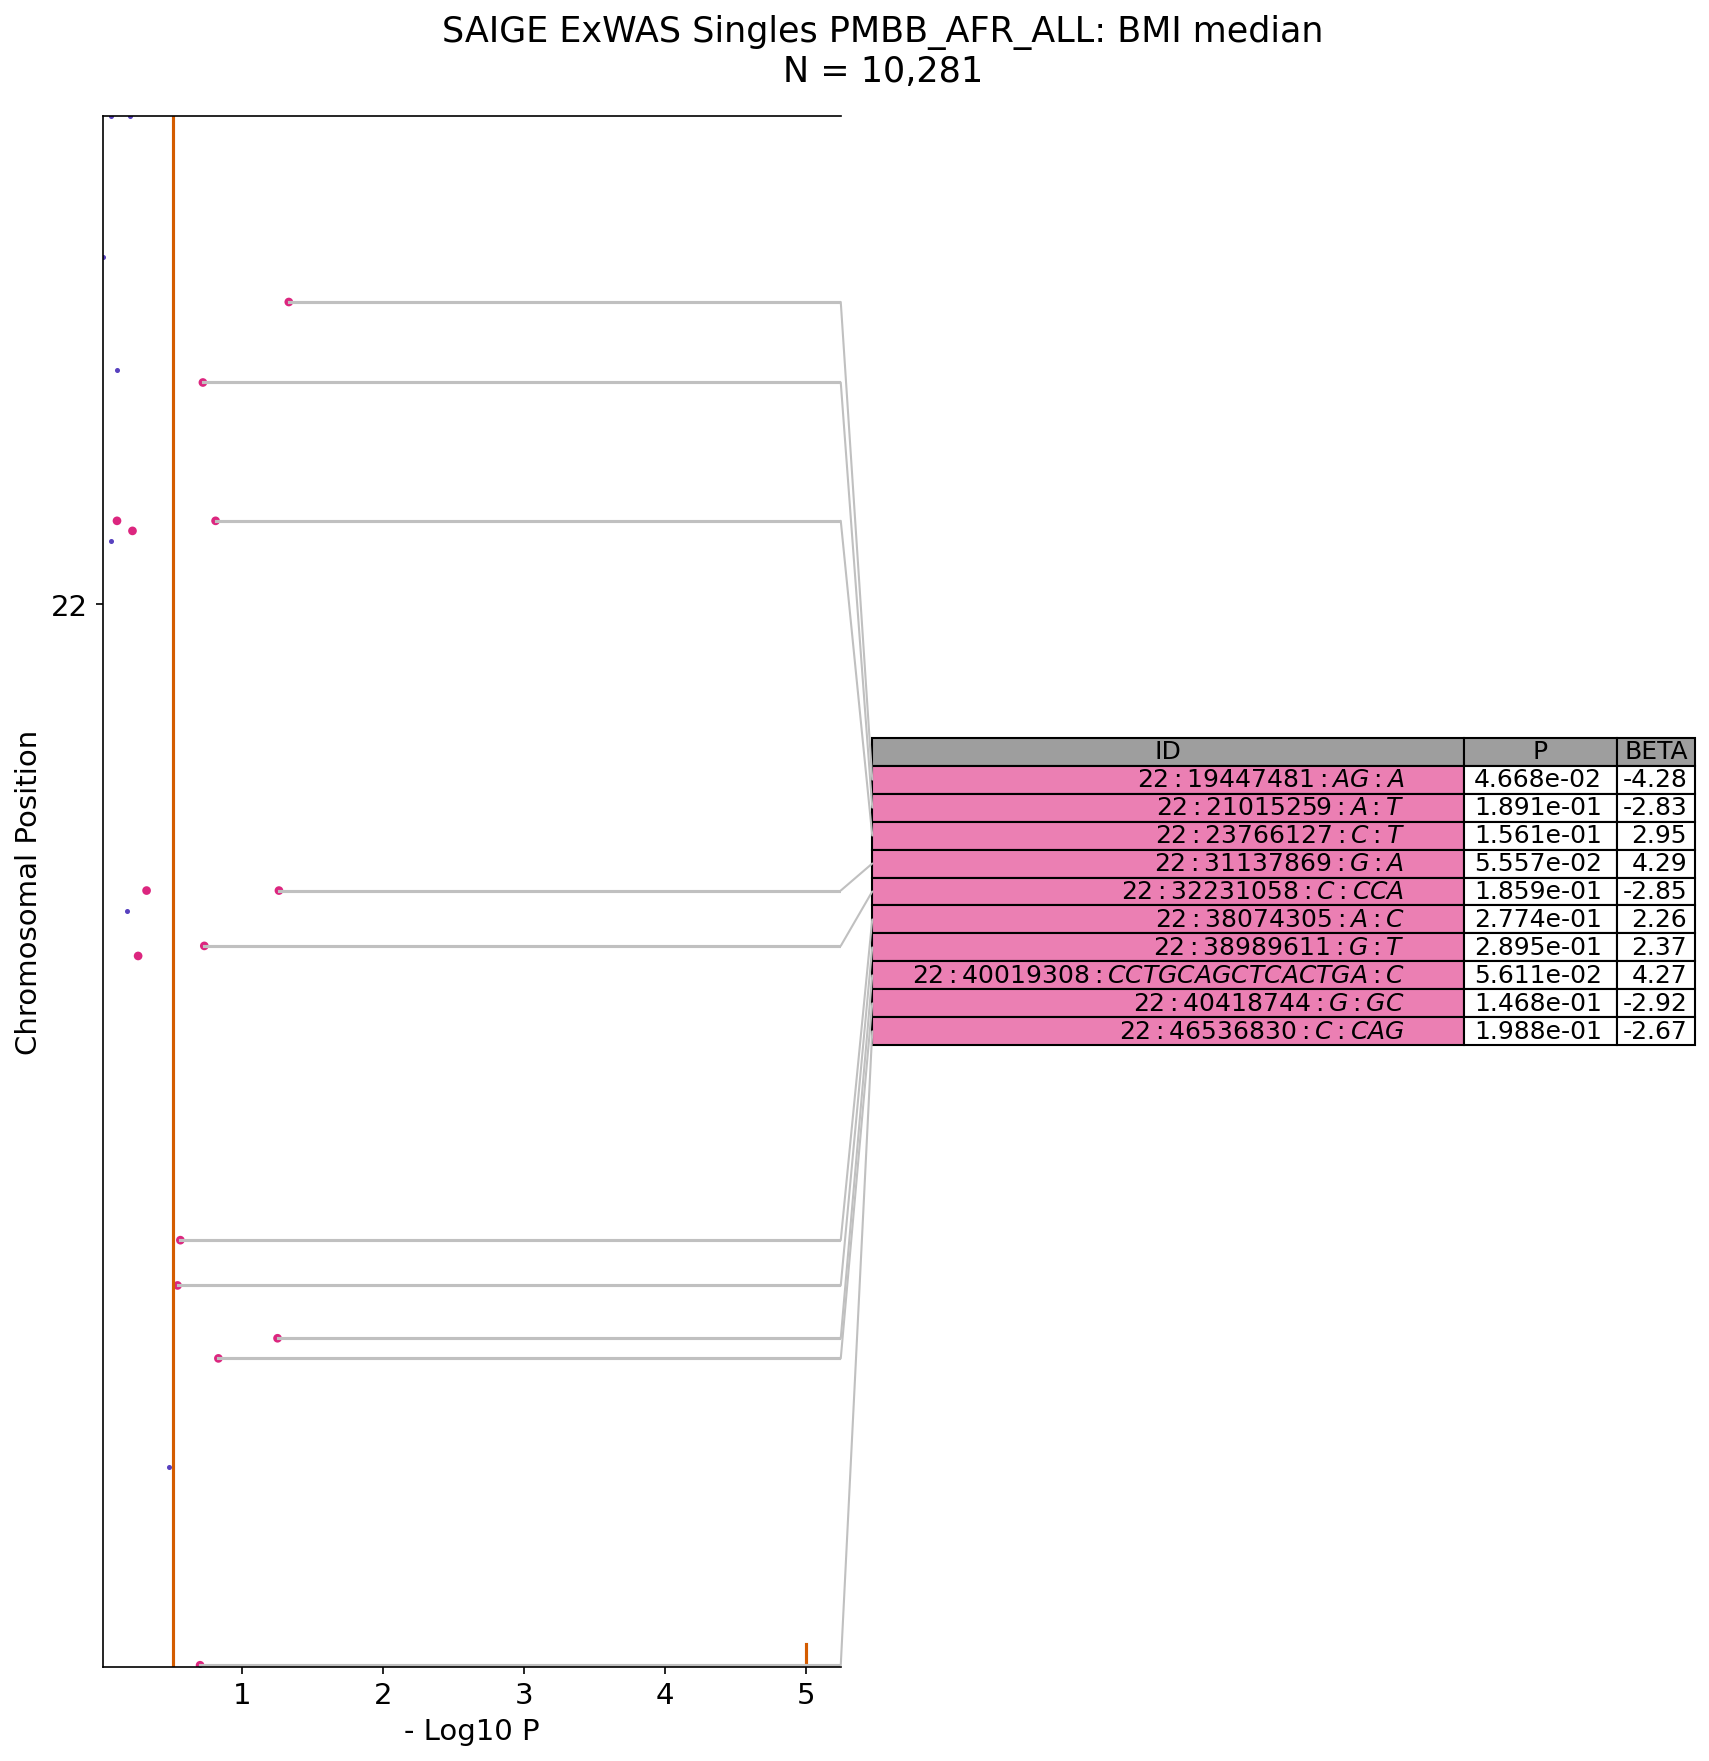 SAIGE ExWAS Singles PMBB_AFR_ALL: BMI median
N = 10,281
22
Chromosomal Position
ID P BETA
22:19447481:AG:A 4.668e-02 -4.28
22:21015259:A:T 1.891e-01 -2.83
22:23766127:C:T 1.561e-01 2.95
22:31137869:G:A 5.557e-02 4.29
22:32231058:C:CCA 1.859e-01 -2.85
22:38074305:A:C 2.774e-01 2.26
22:38989611:G:T 2.895e-01 2.37
22:40019308:CCTGCAGCTCACTGA:C 5.611e-02 4.27
22:40418744:G:GC 1.468e-01 -2.92
22:46536830:C:CAG 1.988e-01 -2.67
1 2 3 4 5
- Log10 P